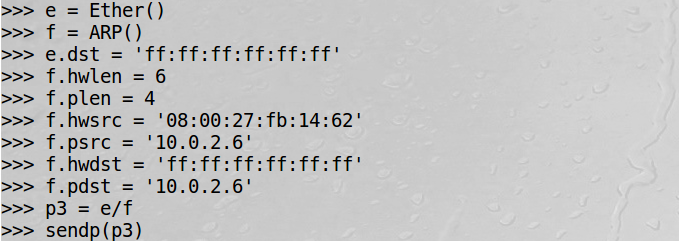 >>> e = Ether()
>>> f = ARP()
>>> e.dst = 'ff:ff:ff:ff:ff:ff'
>>> f.hwlen = 6
>>> f.plen = 4
>>> f.hwsrc = '08:00:27:fb:14:62'
>>> f.psrc = '10.0.2.6'
>>> f.hwdst = 'ff:ff:ff:ff:ff:ff'
>>> f.pdst = '10.0.2.6'
>>> p3 = e/f
>>> sendp(p3)